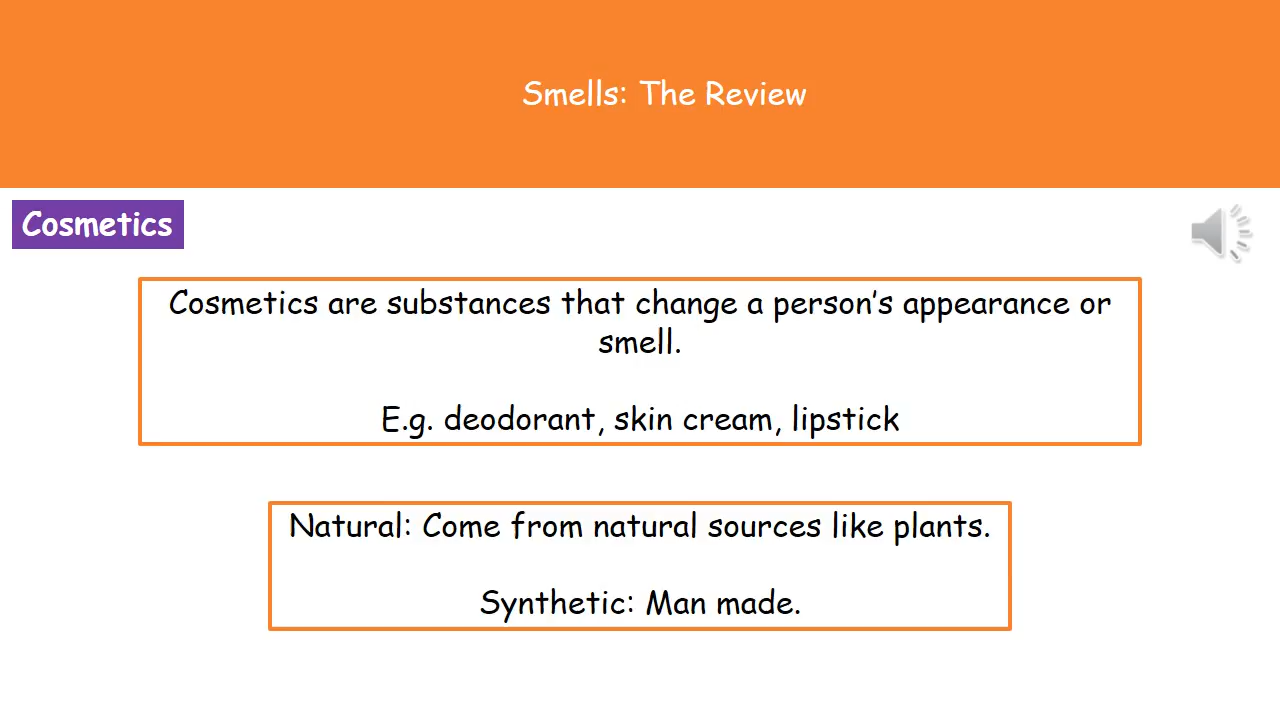 Smells: The Review
Cosmetics
Cosmetics are substances that change a person’s appearance or
smell.
E.g. deodorant, skin cream, lipstick
Natural: Come from natural sources like plants.
Synthetic: Man made.